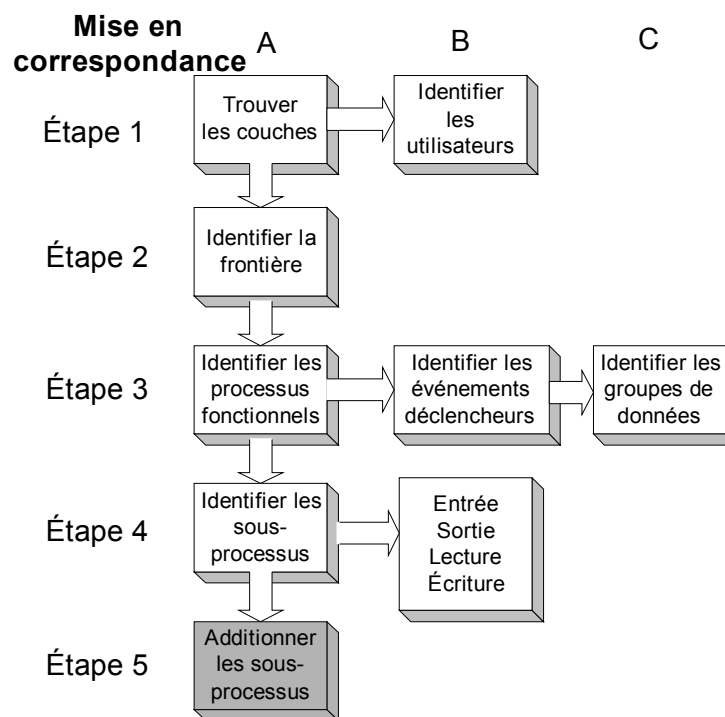 Mise en
correspondance
A
B
C
Étape 1
Trouver
les couches
Identifier
les
utilisateurs
Étape 2
Identifier la
frontière
Étape 3
Identifier les
processus
fonctionnels
Identifier les
événements
déclencheurs
Identifier les
groupes de
données
Étape 4
Identifier les
sous-
processus
Entrée
Sortie
Lecture
Écriture
Étape 5
Additionner
les sous-
processus